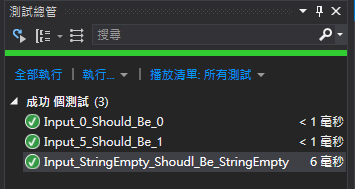 測試總管
搜尋
全部執行 | 執行... | 播放清單: 所有測試
成功 個測試 (3)
Input_0_Should_Be_0 < 1 毫秒
Input_5_Should_Be_1 < 1 毫秒
Input_StringEmpty_Shoudl_Be_StringEmpty 6 毫秒